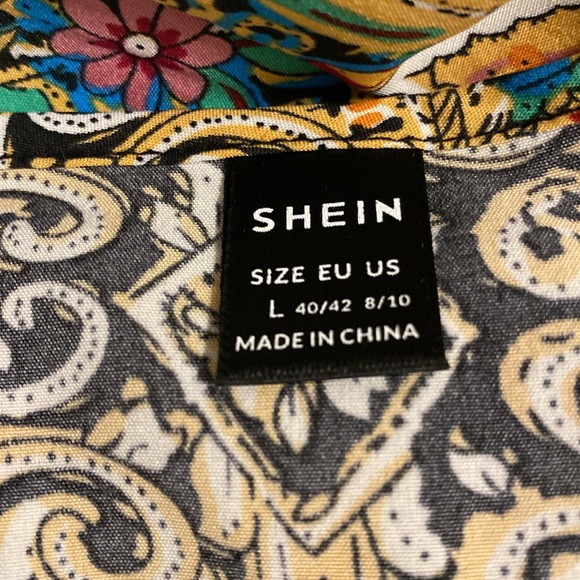 SHEIN
SIZE EU US
L 40/42 8/10
MADE IN CHINA